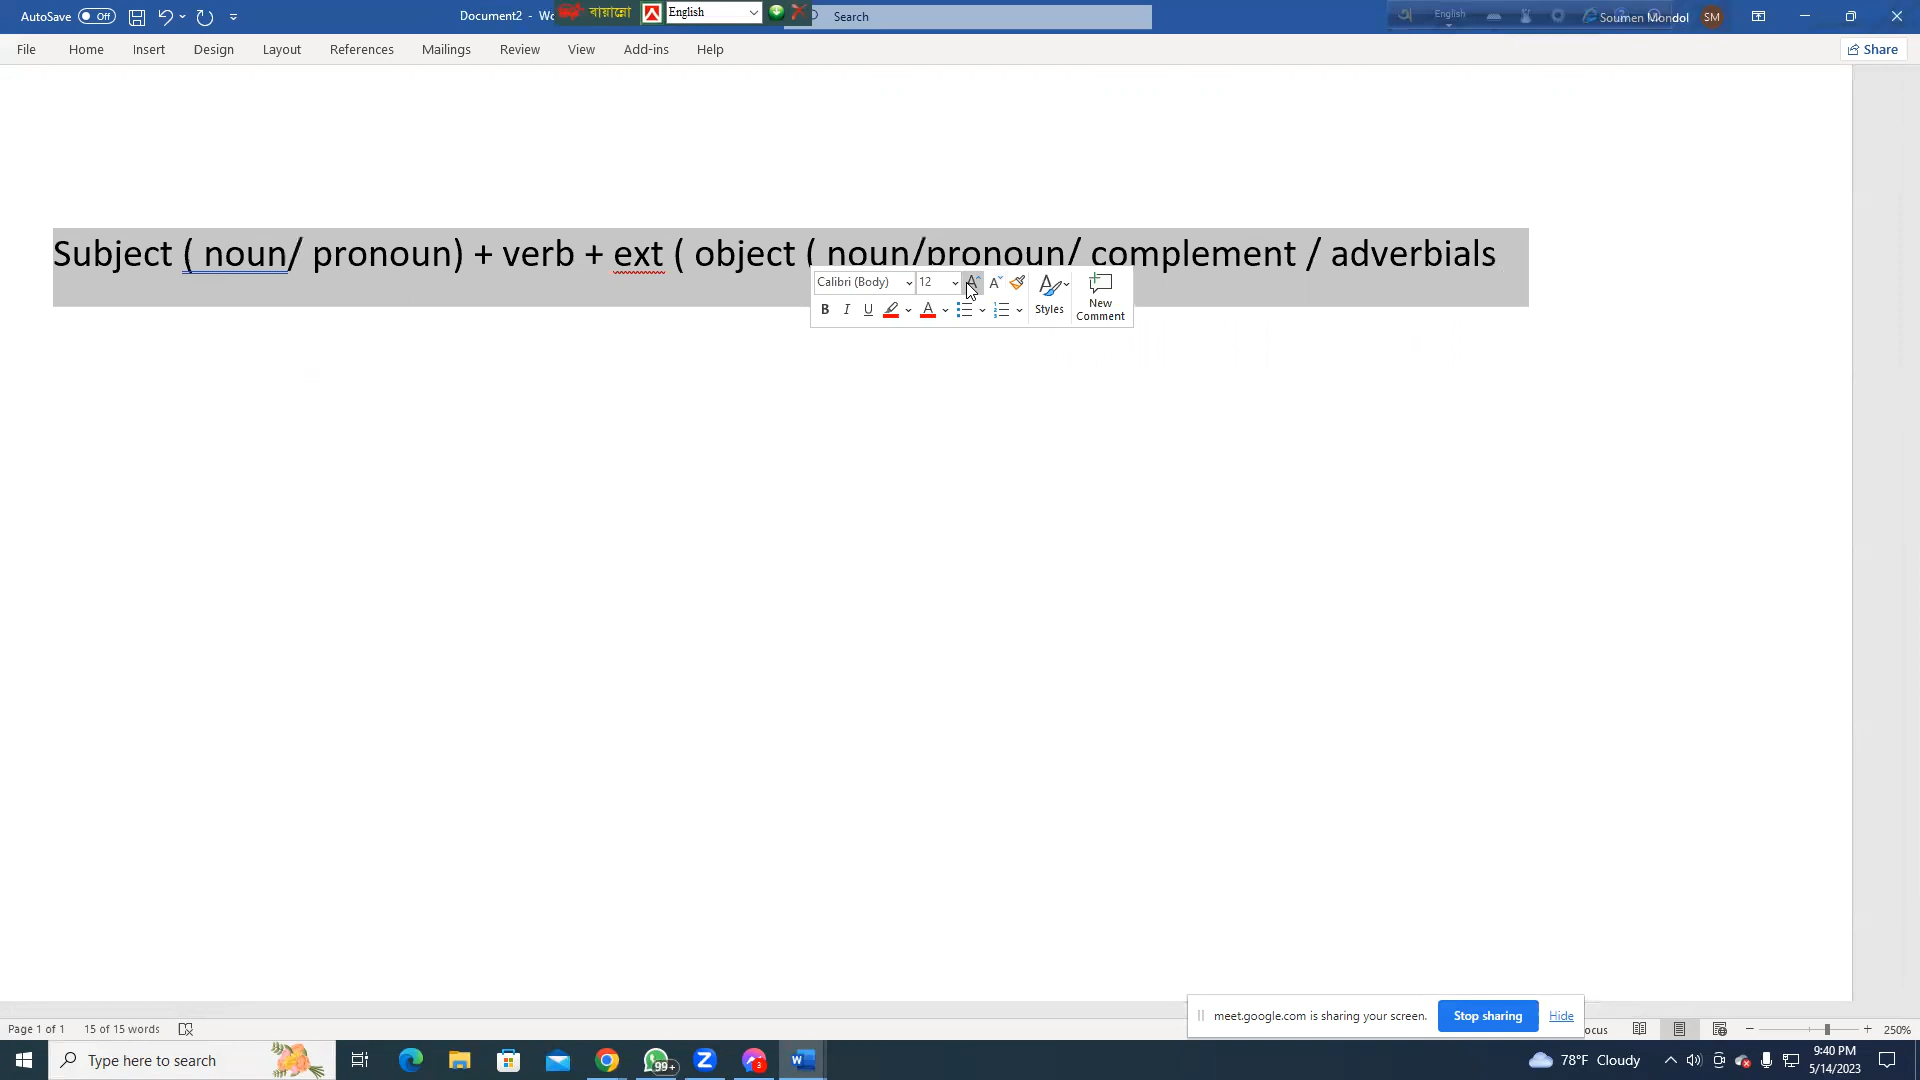 AutoSave Off Document2 - Wo বায়ান্নো English Search English Soumen Mondol SM
File Home Insert Design Layout References Mailings Review View Add-ins Help Share
Subject ( noun/ pronoun) + verb + ext ( object ( noun/pronoun/ complement / adverbials
Calibri (Body) 12
B I U Styles New
Comment
meet.google.com is sharing your screen. Stop sharing Hide
Page 1 of 1 15 of 15 words ocus 250%
Type here to search 99+ 3 78°F Cloudy 9:40 PM
5/14/2023